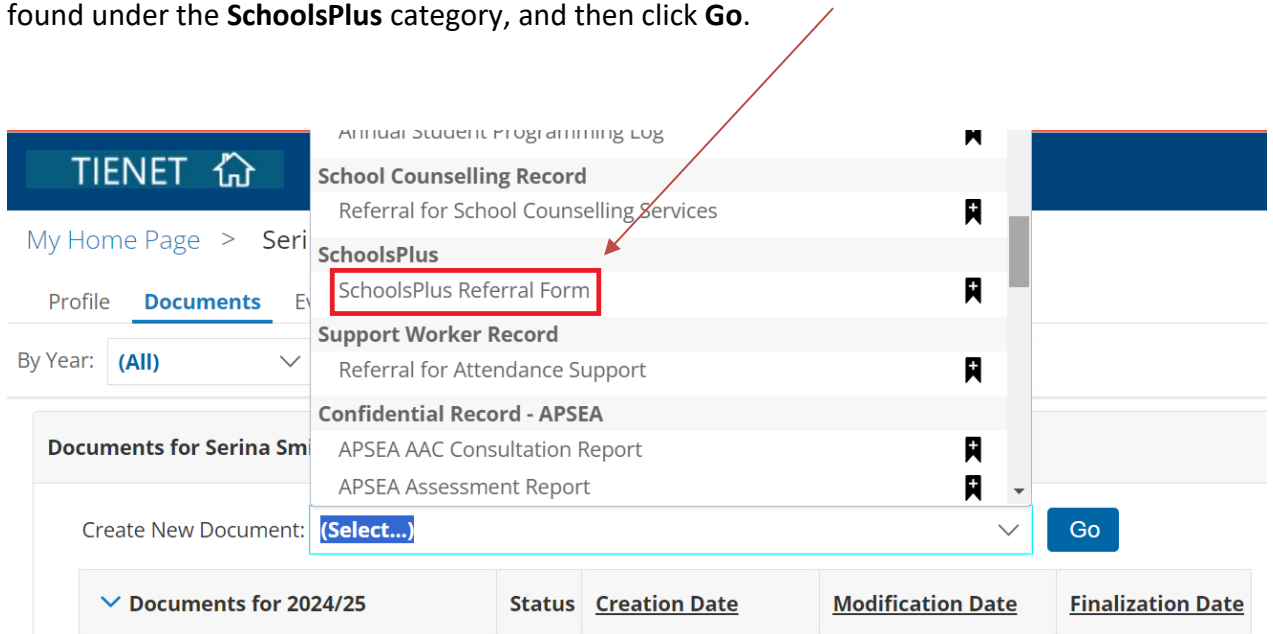 found under the SchoolsPlus category, and then click Go.
Annual Student Programming Log
TIENET
School Counselling Record
Referral for School Counselling Services
My Home Page > Seri
SchoolsPlus
SchoolsPlus Referral Form
Profile Documents Ev
Support Worker Record
By Year: (All)
Referral for Attendance Support
Confidential Record - APSEA
Documents for Serina Smi
APSEA AAC Consultation Report
APSEA Assessment Report
Create New Document: (Select...) Go
Documents for 2024/25 Status Creation Date Modification Date Finalization Date